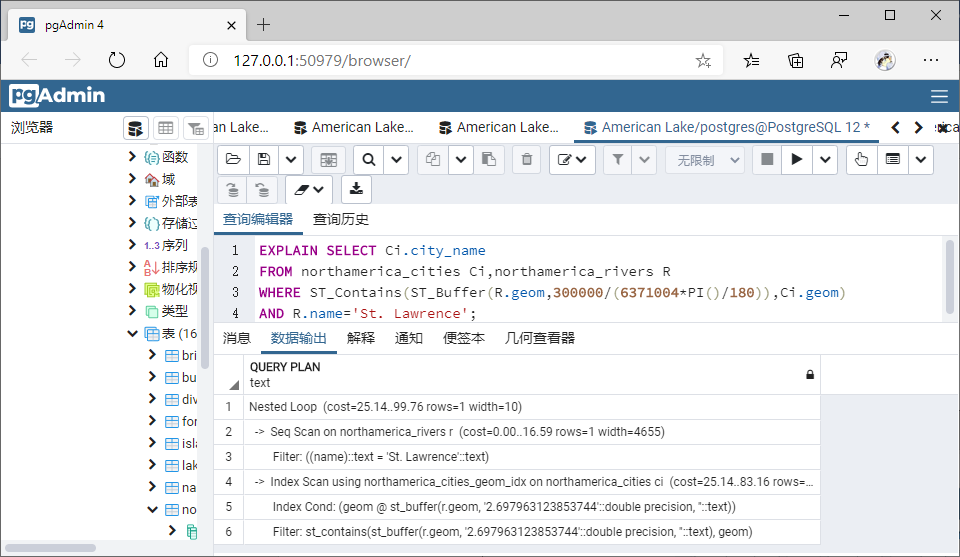 pgAdmin 4
127.0.0.1:50979/browser/
pgAdmin
浏览器
an Lake…
American Lake…
American Lake…
American Lake/postgres@PostgreSQL 12 *
函数
域
外部表
存储过
1..3 序列
排序规
物化视
类型
表 (16
bri
bu
div
for
isla
lak
na
no
无限制
查询编辑器
查询历史
1 EXPLAIN SELECT Ci.city_name
2 FROM northamerica_cities Ci,northamerica_rivers R
3 WHERE ST_Contains(ST_Buffer(R.geom,300000/(6371004*PI()/180)),Ci.geom)
4 AND R.name='St. Lawrence';
消息
数据输出
解释
通知
便签本
几何查看器
QUERY PLAN
text
1 Nested Loop (cost=25.14..99.76 rows=1 width=10)
2 -> Seq Scan on northamerica_rivers r (cost=0.00..16.59 rows=1 width=4655)
3 Filter: ((name)::text = 'St. Lawrence'::text)
4 -> Index Scan using northamerica_cities_geom_idx on northamerica_cities ci (cost=25.14..83.16 rows=…
5 Index Cond: (geom @ st_buffer(r.geom, '2.697963123853744'::double precision, ''::text))
6 Filter: st_contains(st_buffer(r.geom, '2.697963123853744'::double precision, ''::text), geom)